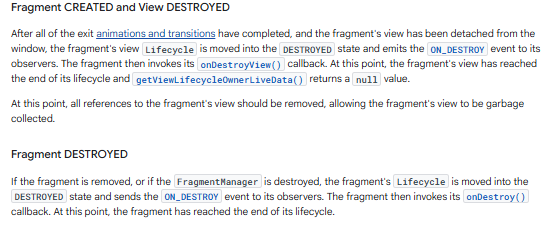 Fragment CREATED and View DESTROYED
After all of the exit animations and transitions have completed, and the fragment's view has been detached from the
window, the fragment's view Lifecycle is moved into the DESTROYED state and emits the ON_DESTROY event to its
observers. The fragment then invokes its onDestroyView() callback. At this point, the fragment's view has reached
the end of its lifecycle and getViewLifecycleOwnerLiveData() returns a null value.
At this point, all references to the fragment's view should be removed, allowing the fragment's view to be garbage
collected.
Fragment DESTROYED
If the fragment is removed, or if the FragmentManager is destroyed, the fragment's Lifecycle is moved into the
DESTROYED state and sends the ON_DESTROY event to its observers. The fragment then invokes its onDestroy()
callback. At this point, the fragment has reached the end of its lifecycle.